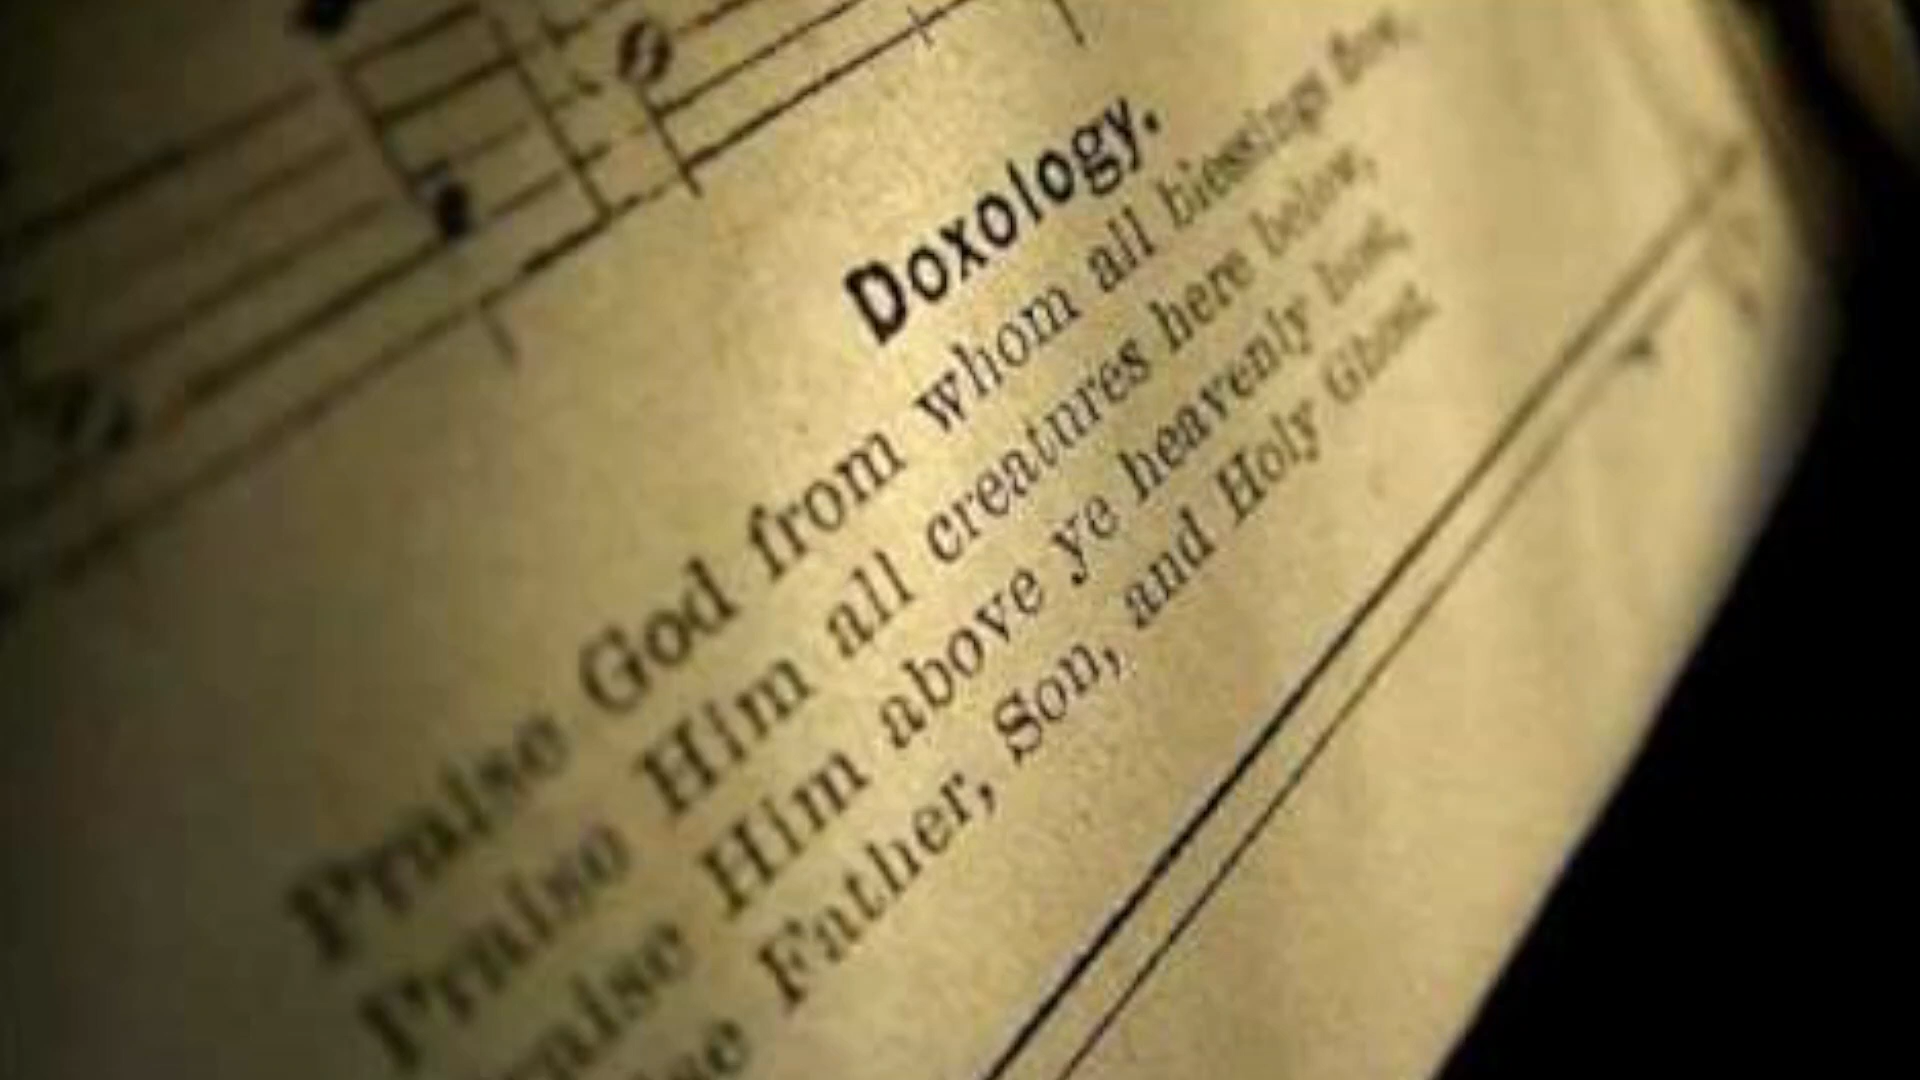 Doxology.
Praise God from whom all blessings flow,
Praise Him all creatures here below,
Praise Him above ye heavenly host,
Father, Son, and Holy Ghost